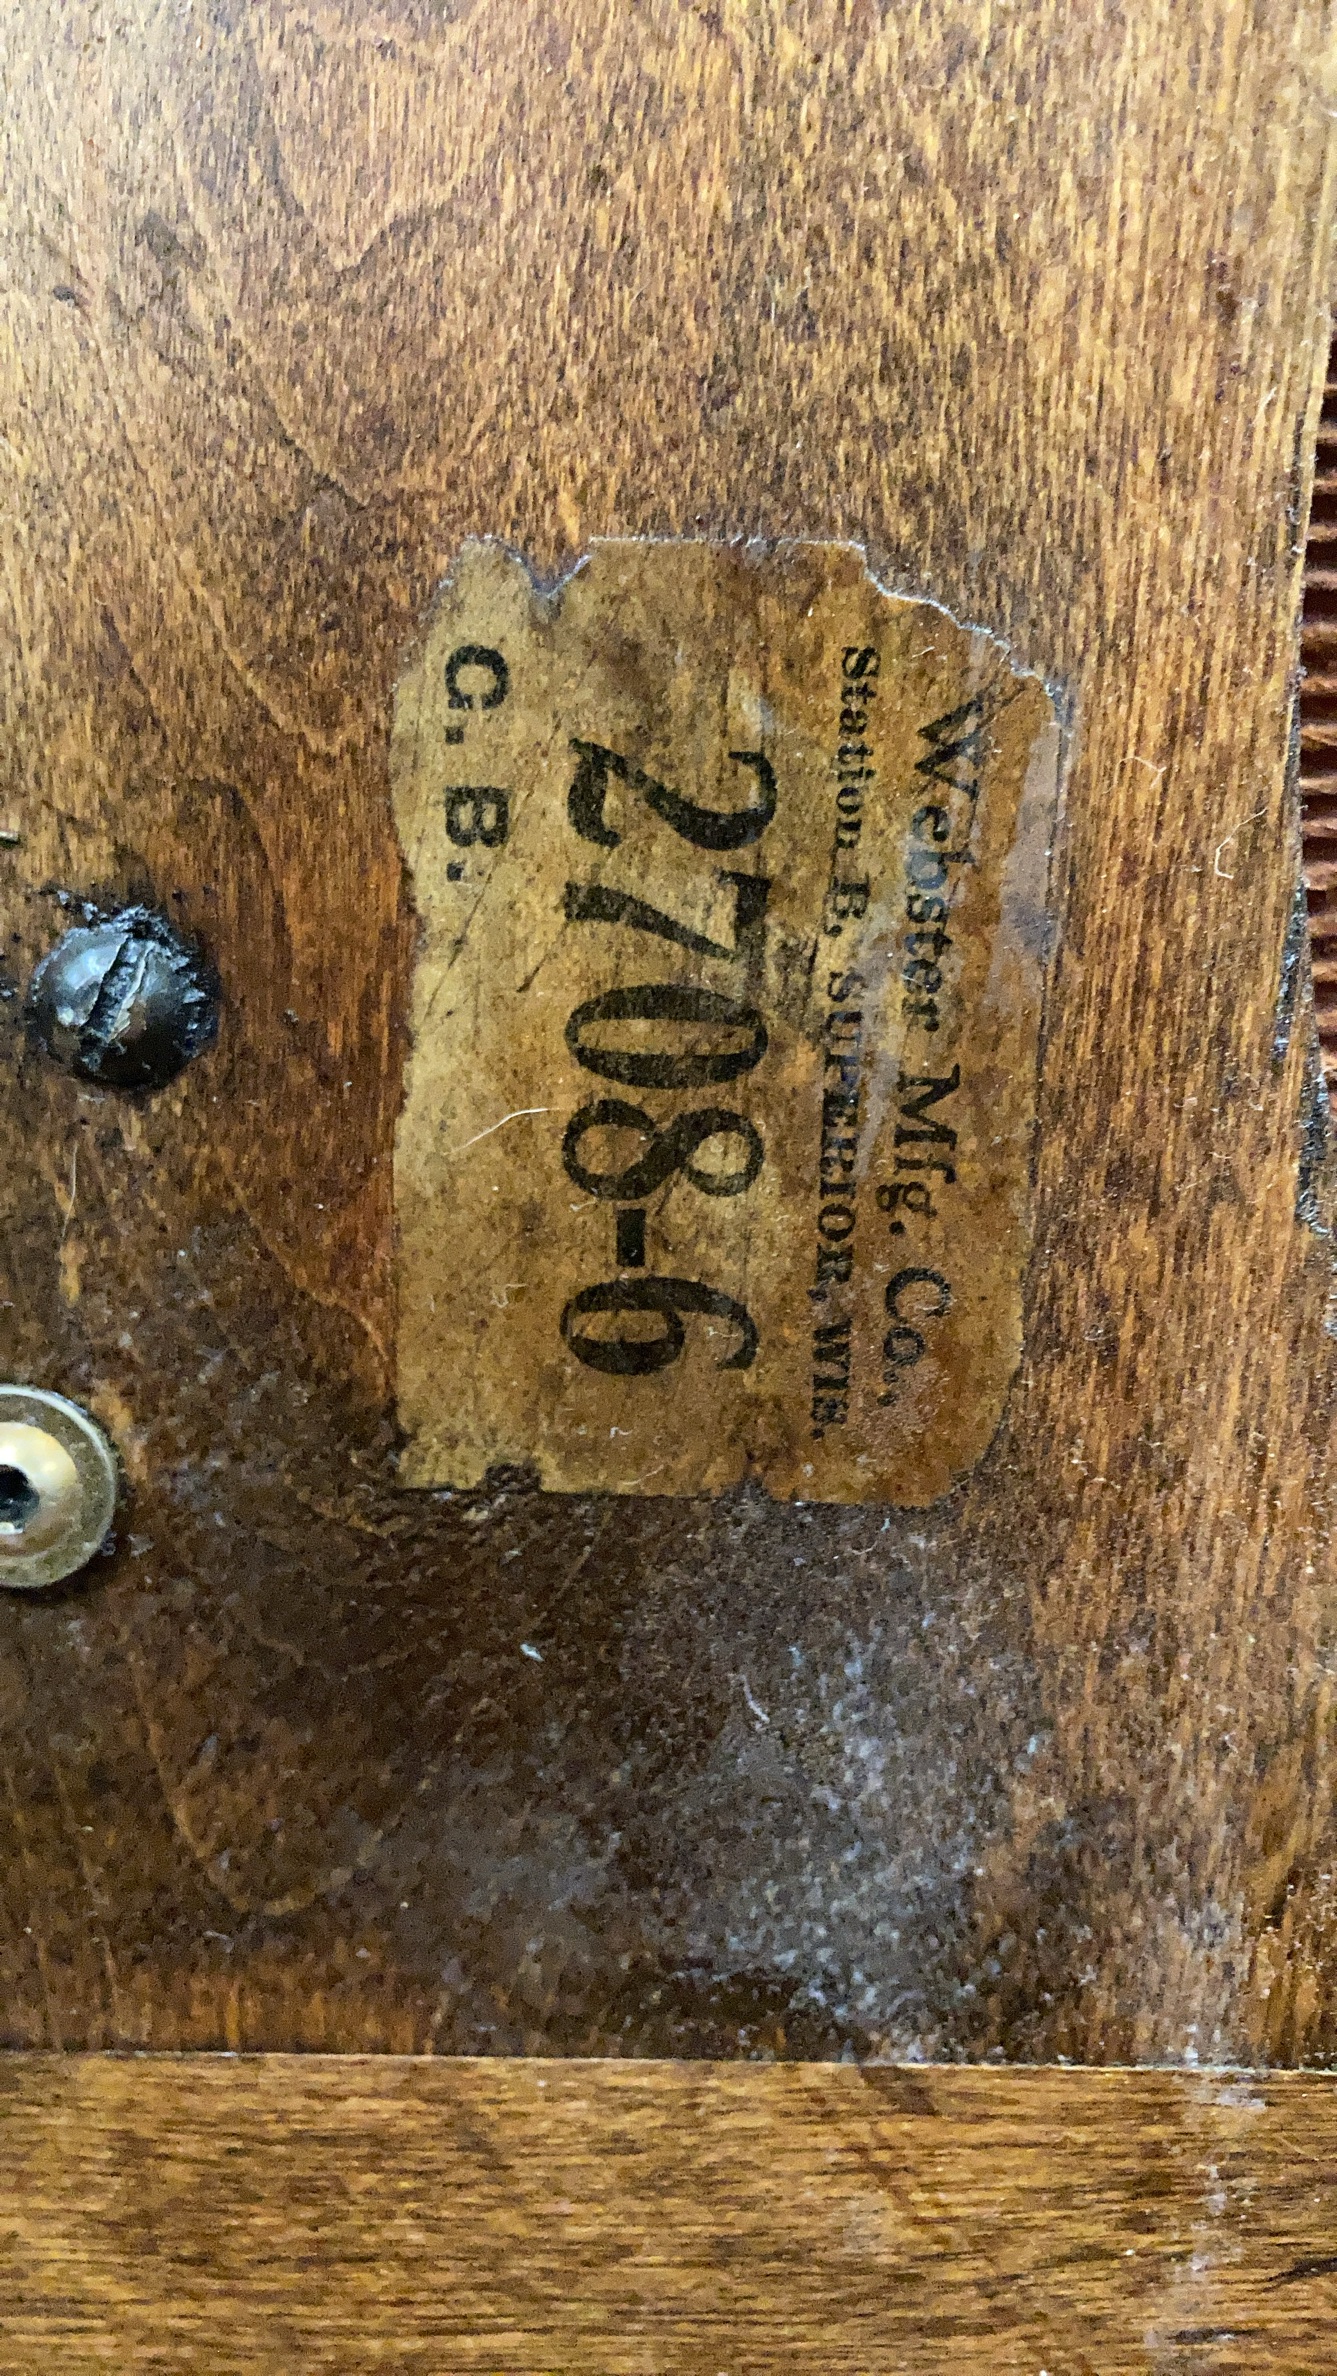 Webster Mfg. Co.,
Station B, SUPERIOR, WIS.
2708-6
C. B.